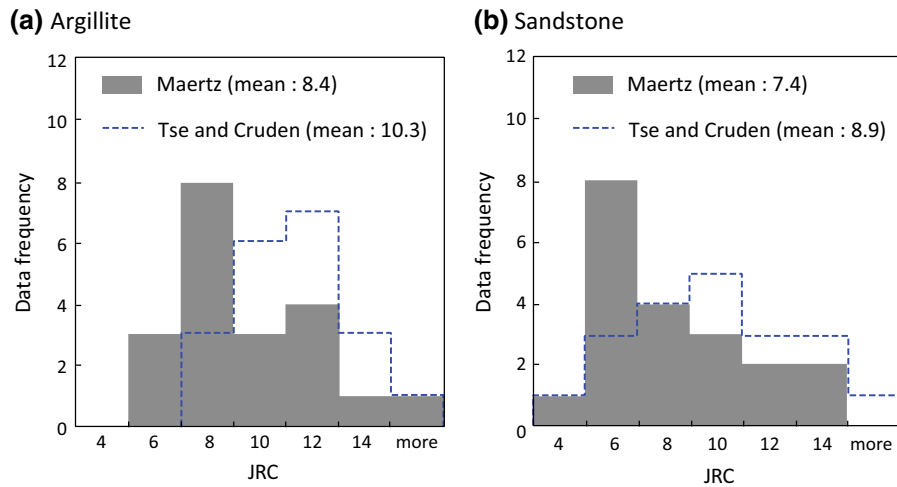 (a) Argillite
12
10
8
6
4
2
0
Data frequency
Maertz (mean : 8.4)
Tse and Cruden (mean : 10.3)
4 6 8 10 12 14 more
JRC
(b) Sandstone
12
10
8
6
4
2
0
Data frequency
Maertz (mean : 7.4)
Tse and Cruden (mean : 8.9)
4 6 8 10 12 14 more
JRC